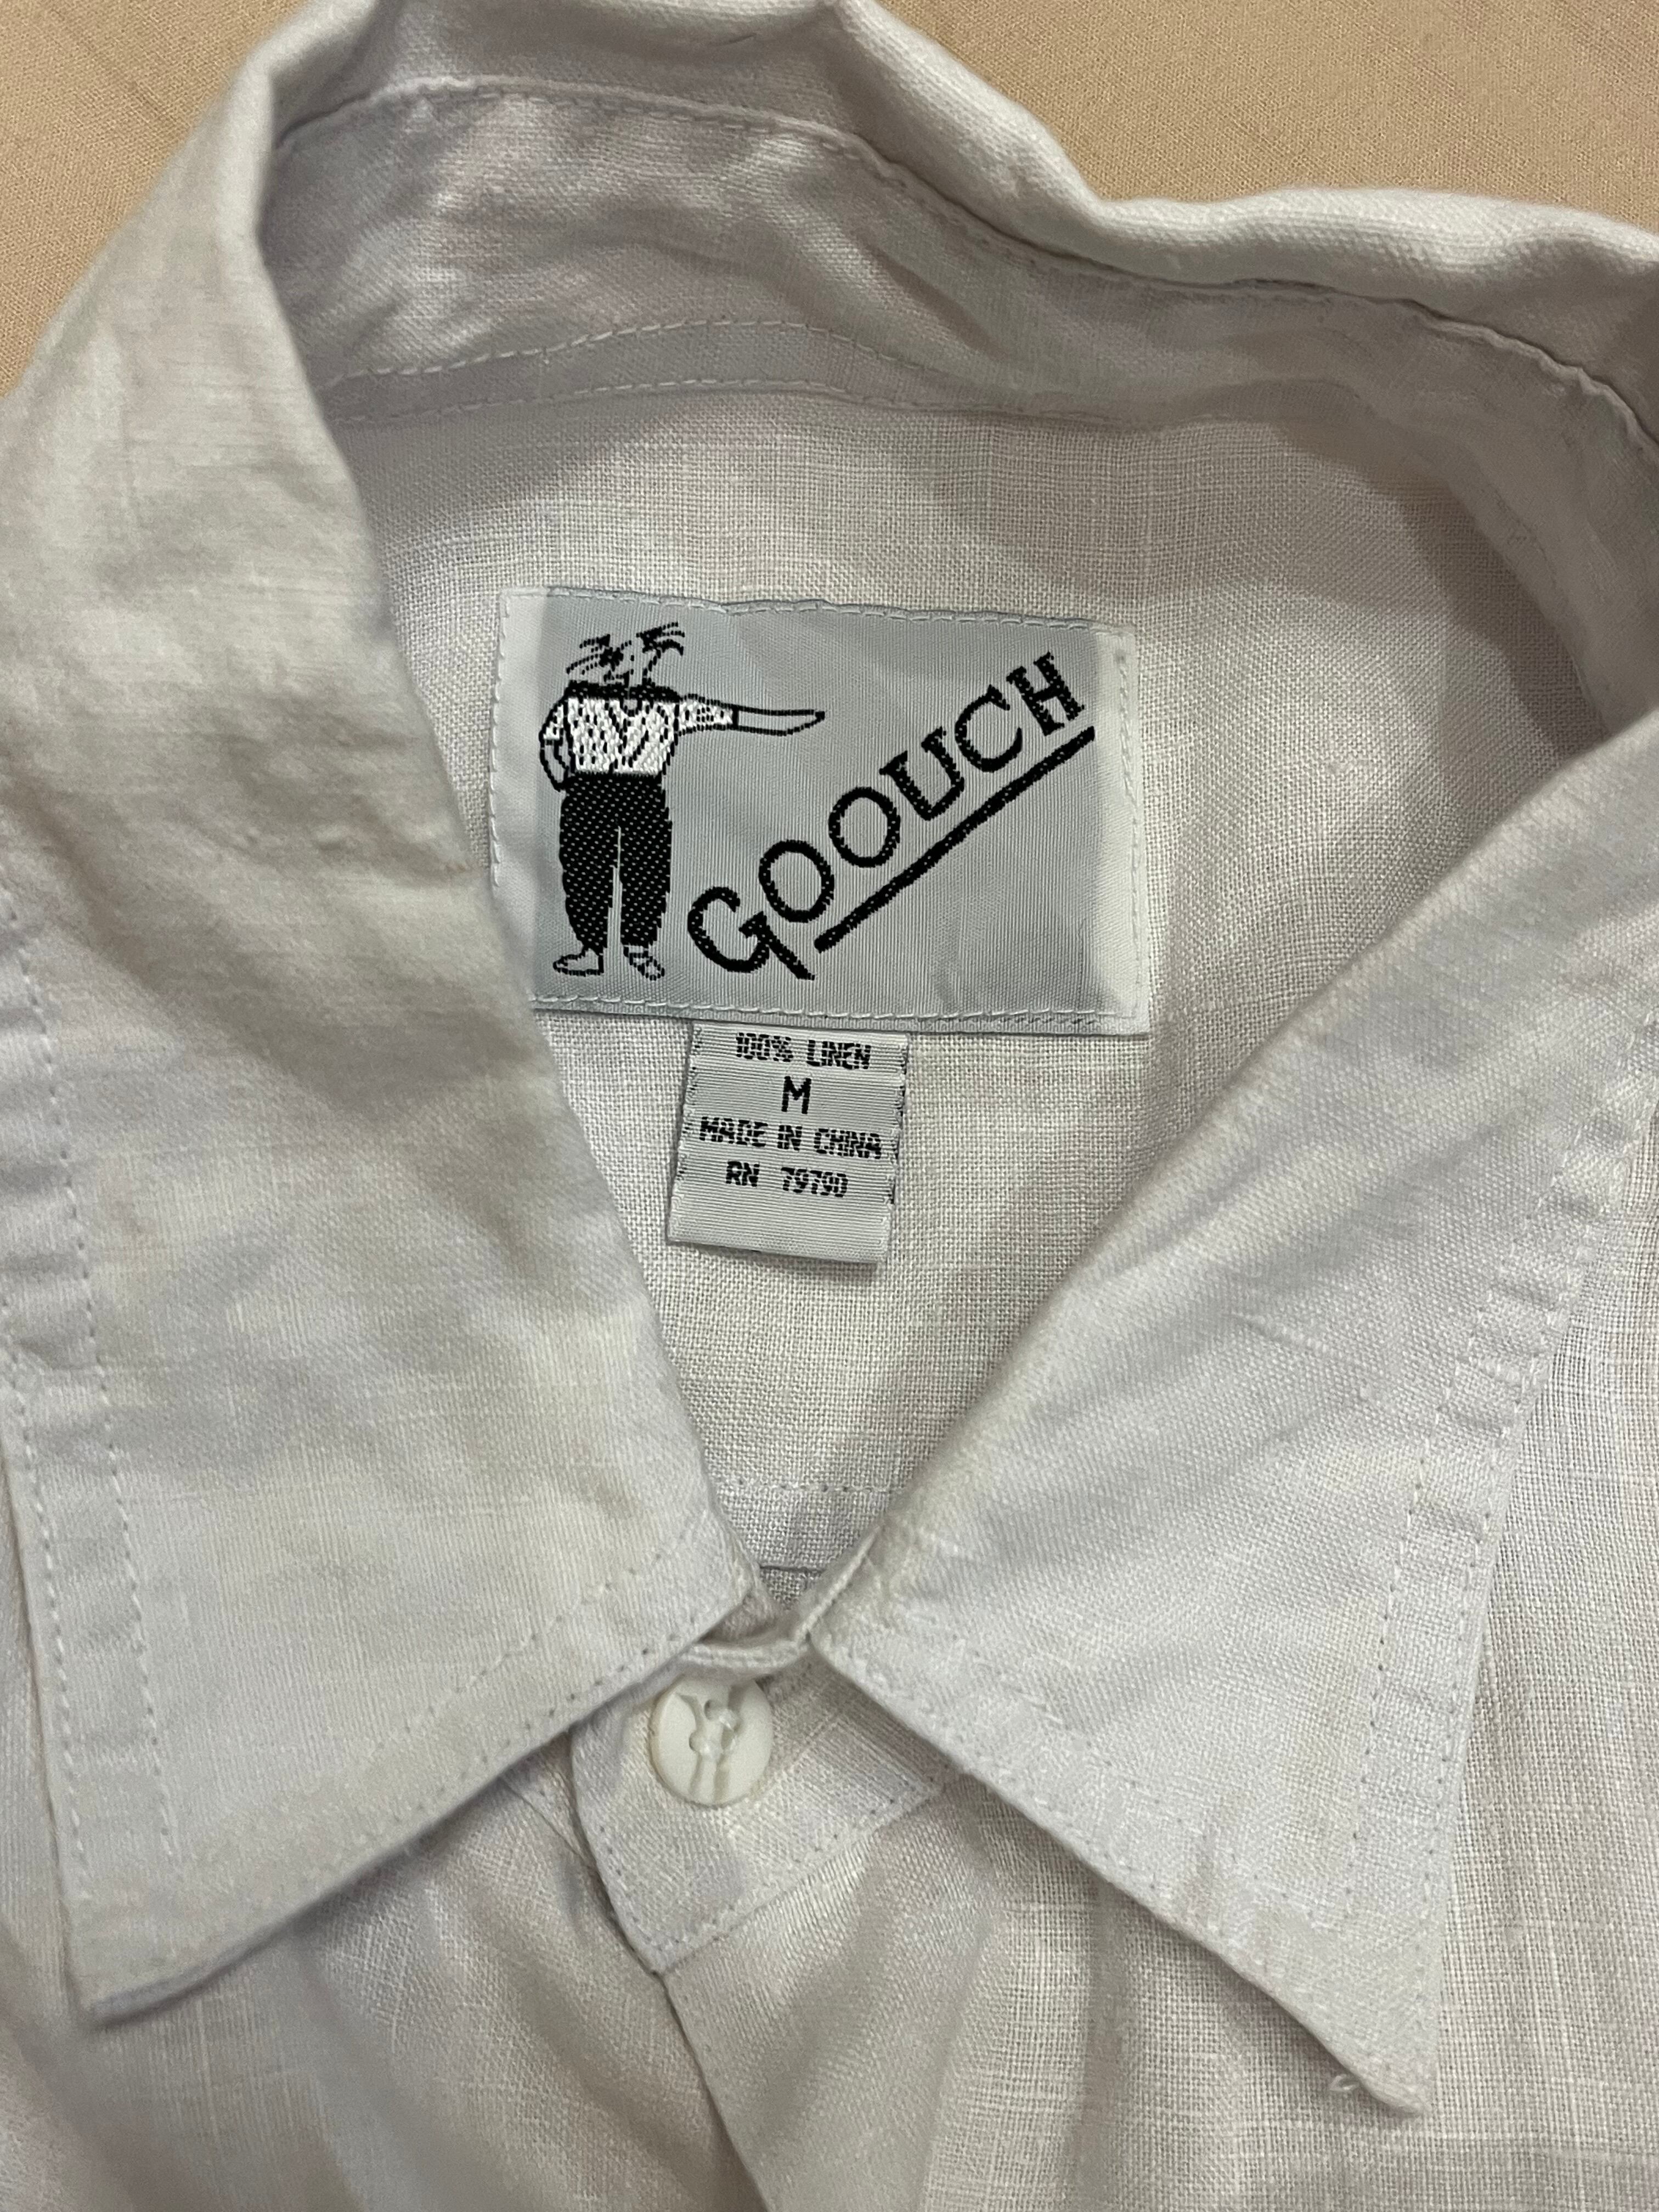 GOOUCH
100% LINEN
M
MADE IN CHINA
RN 79790